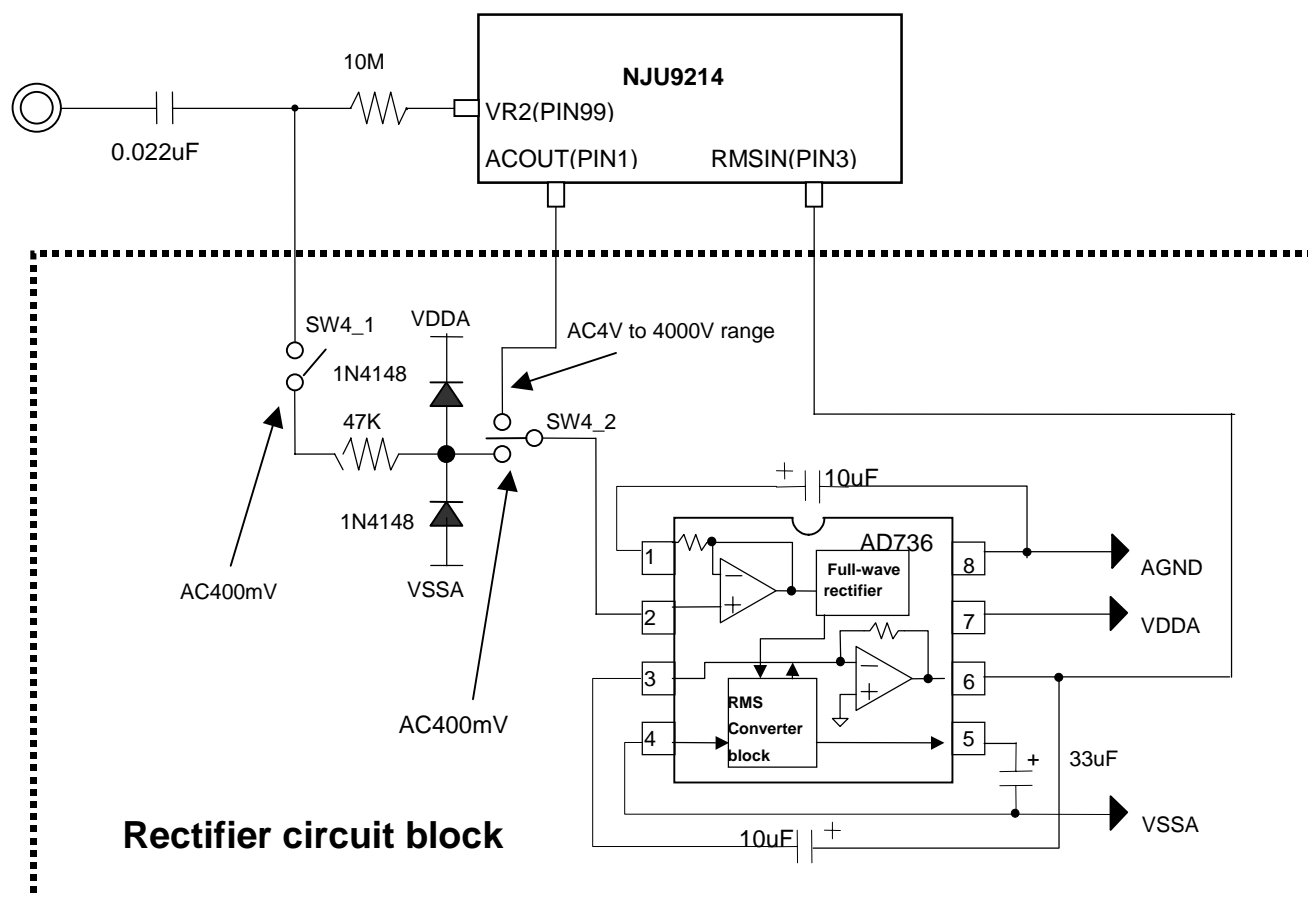 10M
NJU9214
VR2(PIN99)
0.022uF
ACOUT(PIN1)
RMSIN(PIN3)
SW4_1
VDDA
AC4V to 4000V range
1N4148
47K
SW4_2
1N4148
VSSA
AC400mV
AC400mV
+
10uF
AD736
1
2
3
4
8
7
6
5
Full-wave
rectifier
−
+
−
+
RMS
Converter
block
AGND
VDDA
+
33uF
VSSA
10uF
+
Rectifier circuit block